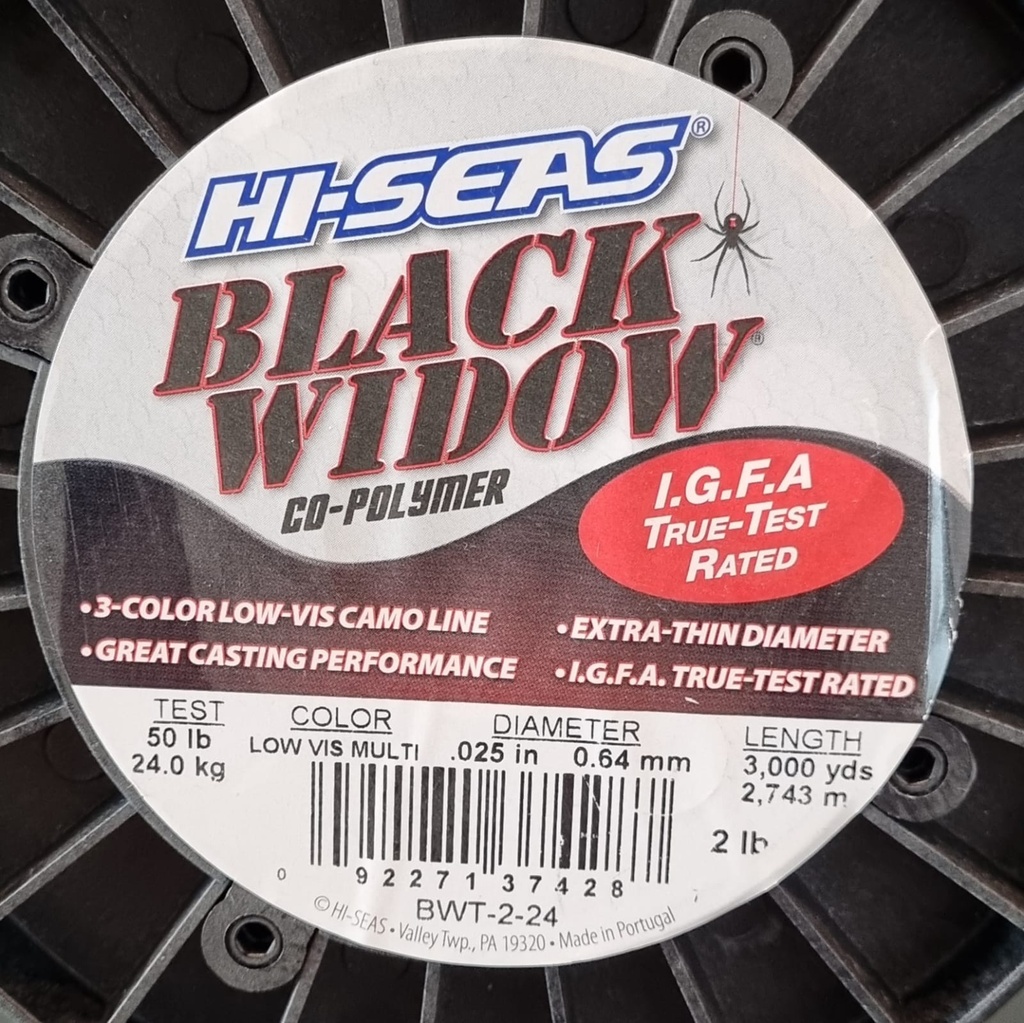 HI-SEAS®
BLACK
WIDOW®
CO-POLYMER
I.G.F.A
TRUE-TEST
RATED
•3-COLOR LOW-VIS CAMO LINE
•GREAT CASTING PERFORMANCE
•EXTRA-THIN DIAMETER
•I.G.F.A. TRUE-TEST RATED
TEST
50 lb
24.0 kg
COLOR
LOW VIS MULTI
DIAMETER
.025 in 0.64 mm
LENGTH
3,000 yds
2,743 m
2 lb
0 92271 37428
BWT-2-24
© HI-SEAS • Valley Twp., PA 19320 • Made in Portugal